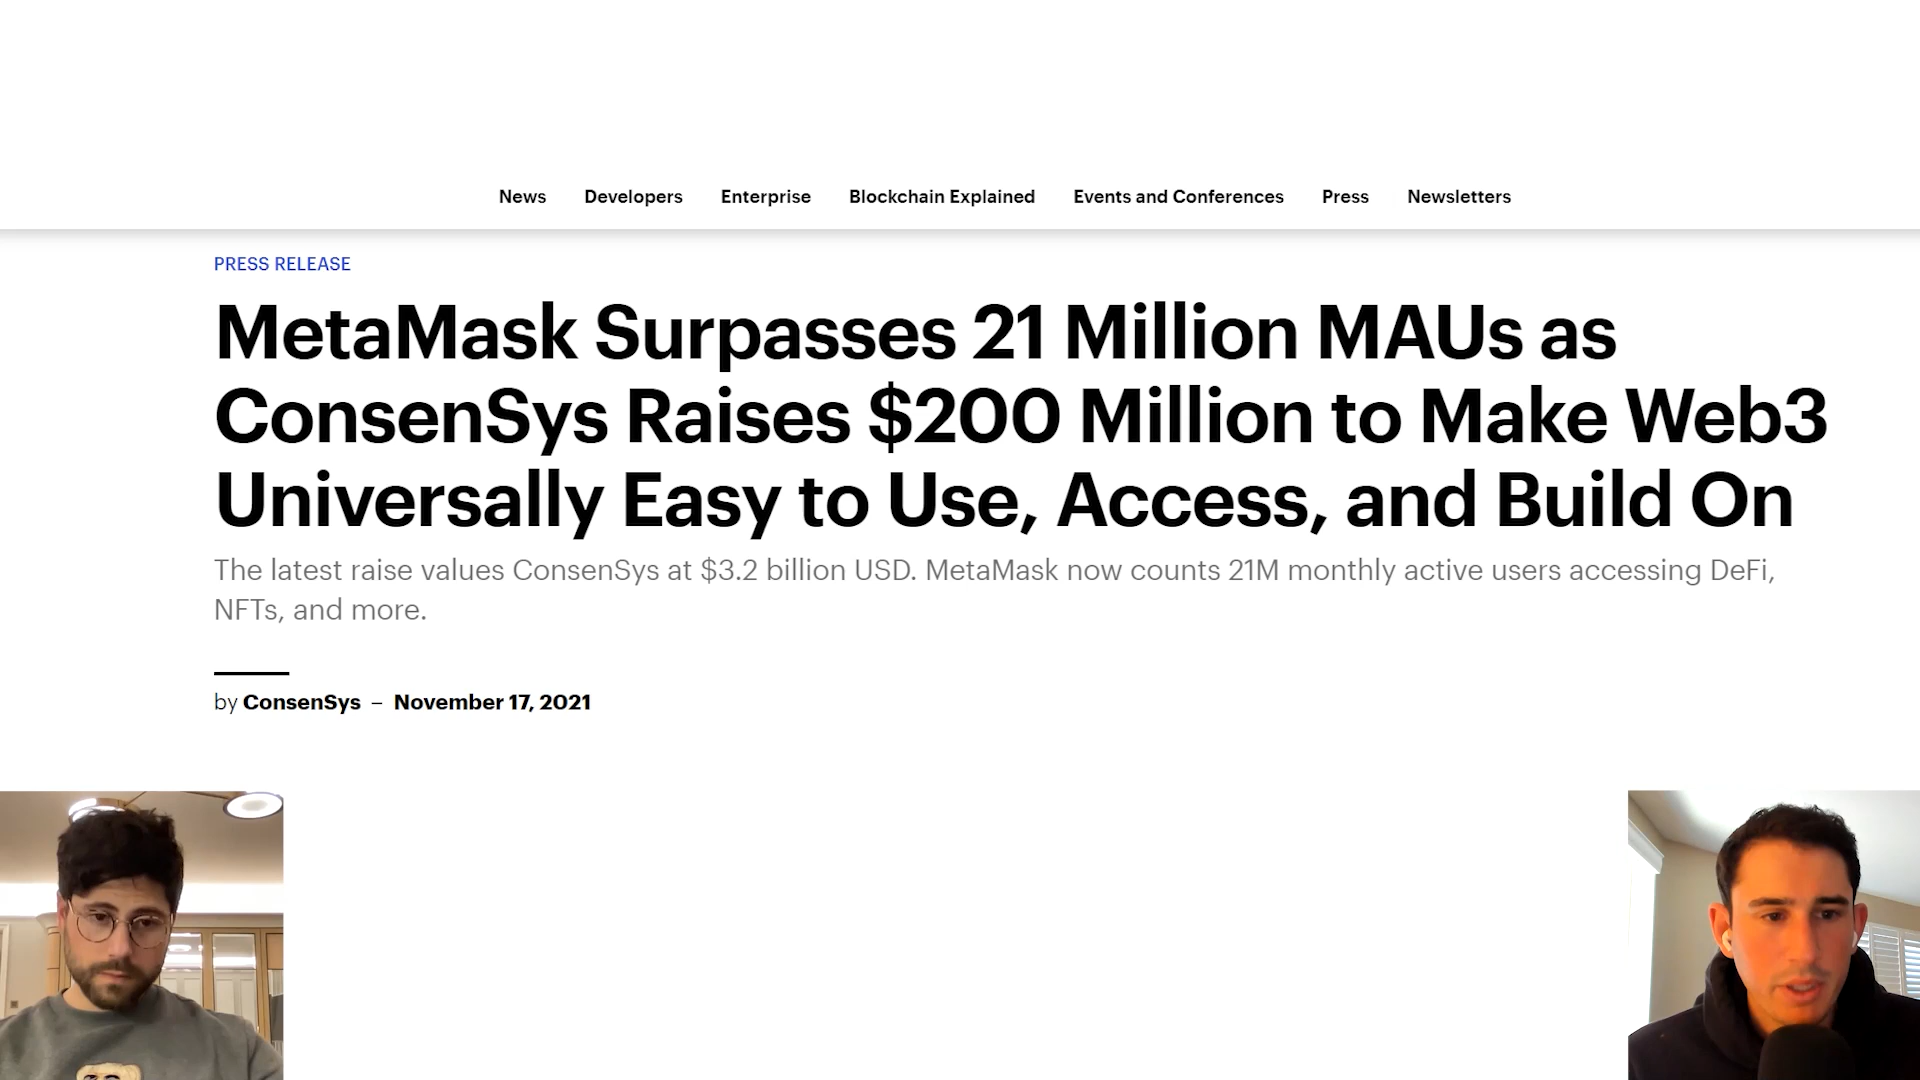 News Developers Enterprise Blockchain Explained Events and Conferences Press Newsletters
PRESS RELEASE
MetaMask Surpasses 21 Million MAUs as
ConsenSys Raises $200 Million to Make Web3
Universally Easy to Use, Access, and Build On
The latest raise values ConsenSys at $3.2 billion USD. MetaMask now counts 21M monthly active users accessing DeFi,
NFTs, and more.
by ConsenSys – November 17, 2021